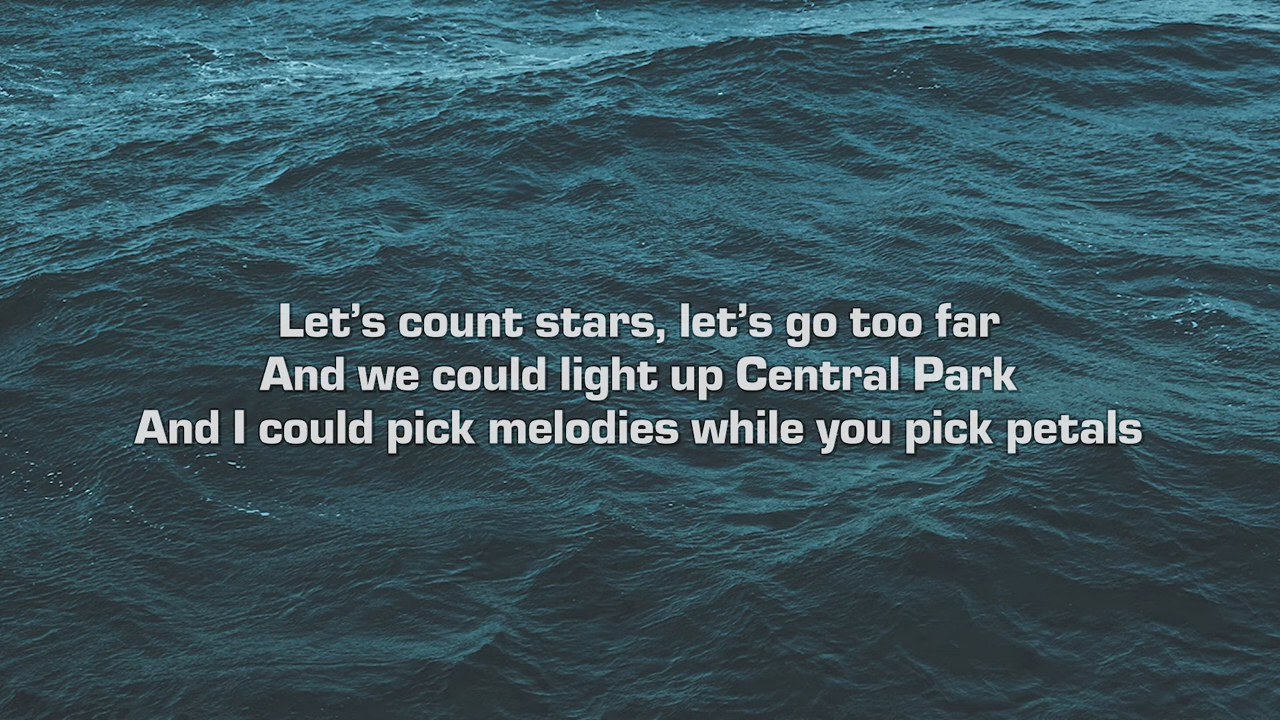 Let’s count stars, let’s go too far
And we could light up Central Park
And I could pick melodies while you pick petals